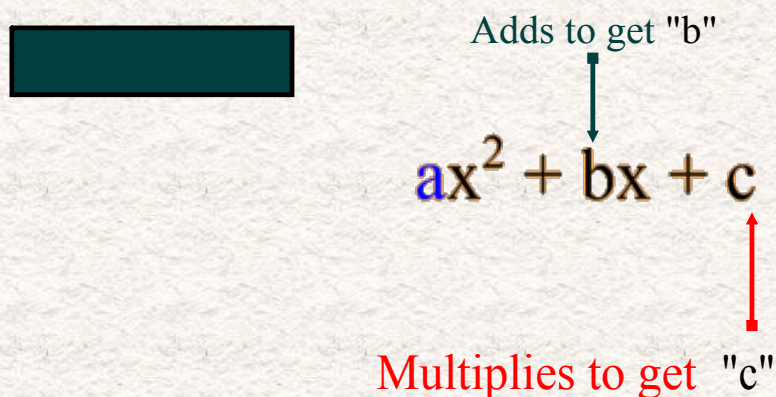 Adds to get "b"
ax² + bx + c
Multiplies to get "c"